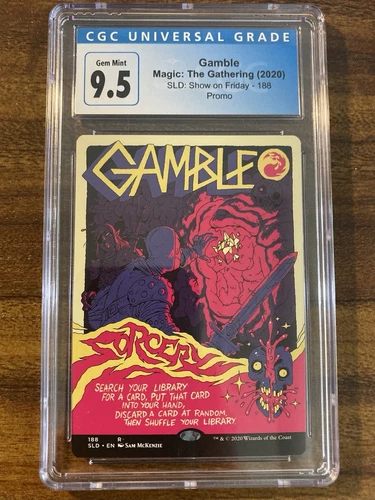 CGC UNIVERSAL GRADE
Gem Mint
9.5
Gamble
Magic: The Gathering (2020)
SLD: Show on Friday - 188
Promo
GAMBLE
SORCERY
SEARCH YOUR LIBRARY
FOR A CARD, PUT THAT CARD
INTO YOUR HAND,
DISCARD A CARD AT RANDOM,
THEN SHUFFLE YOUR LIBRARY.
188 R
SLD • EN SAM MCKENZIE
™ & © 2020 Wizards of the Coast